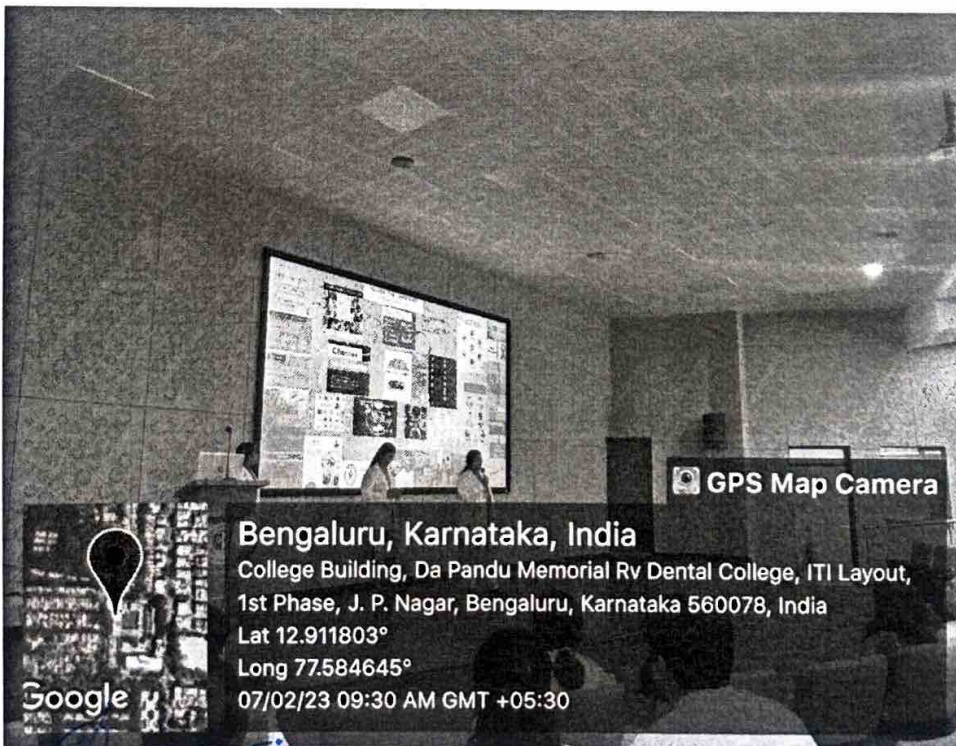 GPS Map Camera
Bengaluru, Karnataka, India
College Building, Da Pandu Memorial Rv Dental College, ITI Layout,
1st Phase, J. P. Nagar, Bengaluru, Karnataka 560078, India
Lat 12.911803°
Long 77.584645°
07/02/23 09:30 AM GMT +05:30
Google